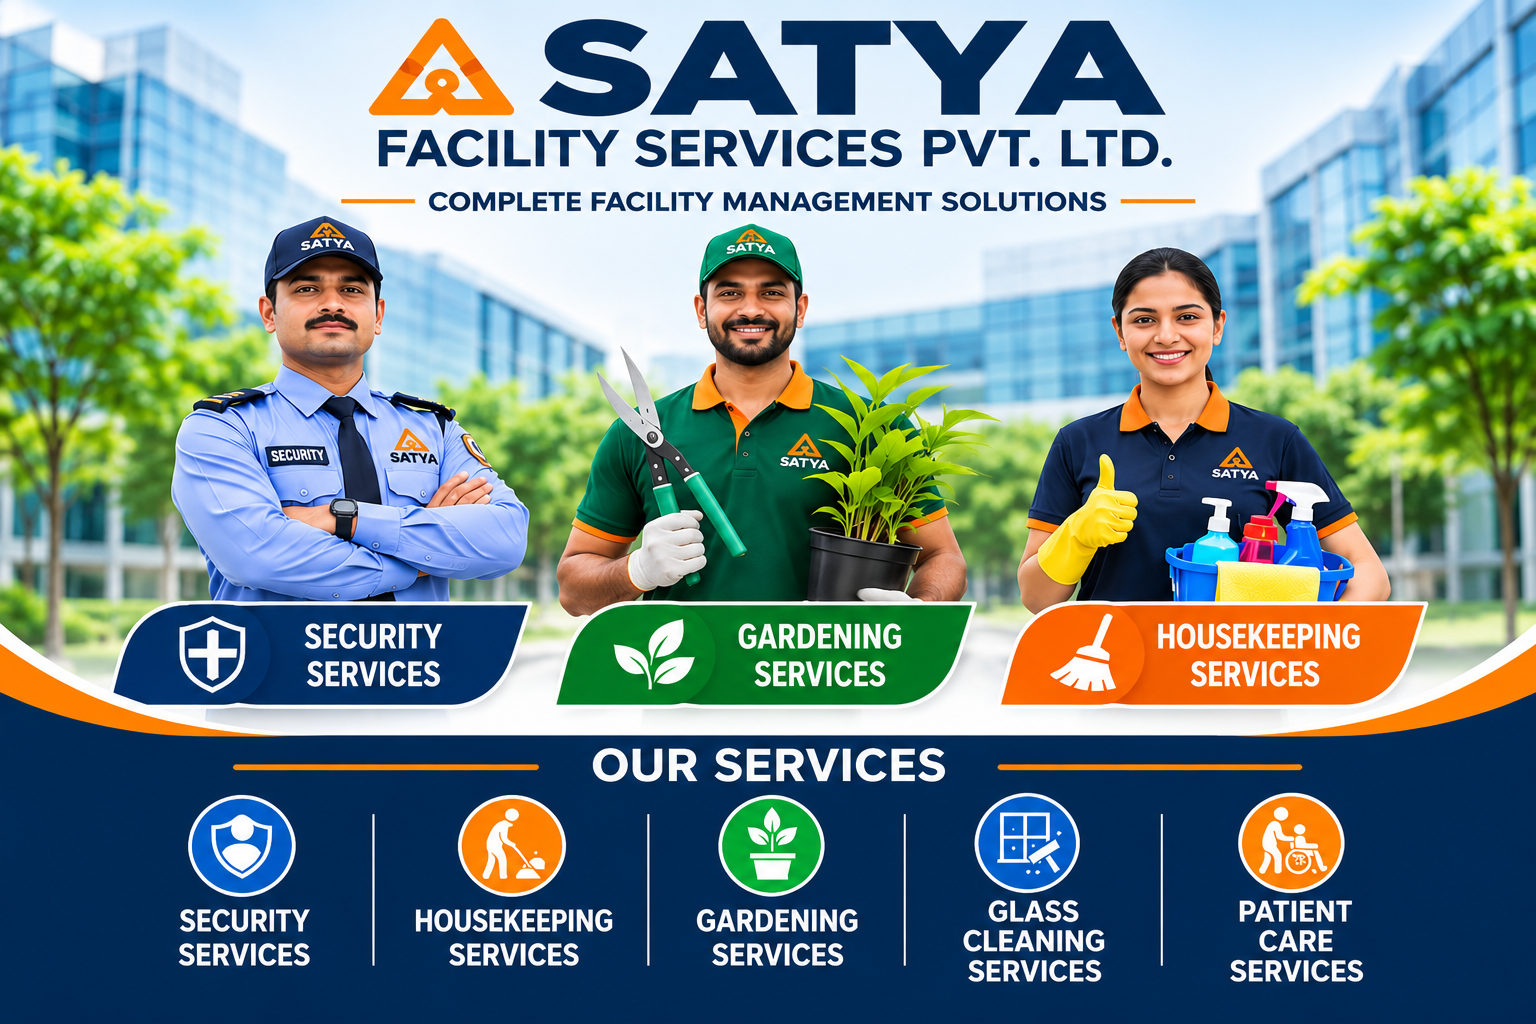 SATYA
FACILITY SERVICES PVT. LTD.
COMPLETE FACILITY MANAGEMENT SOLUTIONS
SATYA
SECURITY
SATYA
SATYA
SATYA
SATYA
SECURITY
SERVICES
GARDENING
SERVICES
HOUSEKEEPING
SERVICES
OUR SERVICES
SECURITY
SERVICES
HOUSEKEEPING
SERVICES
GARDENING
SERVICES
GLASS
CLEANING
SERVICES
PATIENT
CARE
SERVICES